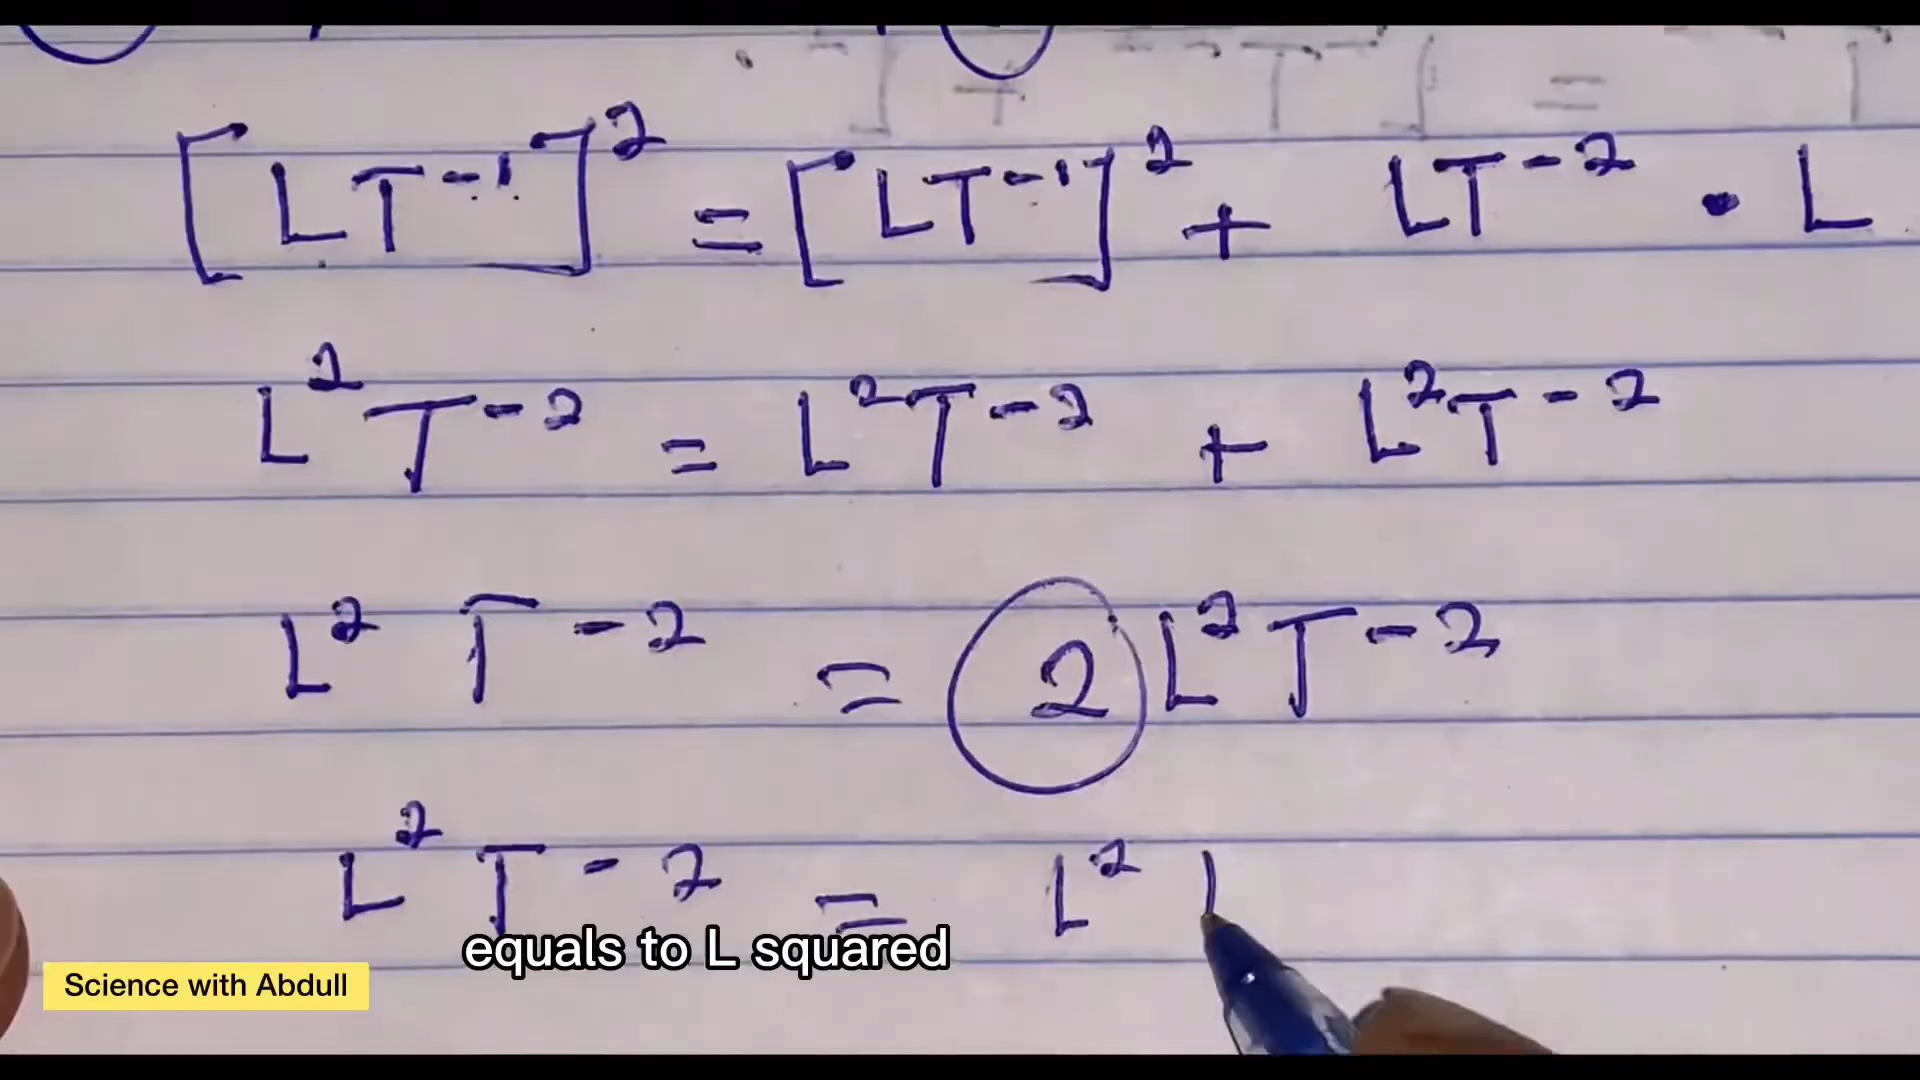 [LT⁻¹]² = [LT⁻¹]² + LT⁻² • L
L²T⁻² = L²T⁻² + L²T⁻²
L²T⁻² = 2 L²T⁻²
L²T⁻² = L²
equals to L squared
Science with Abdull